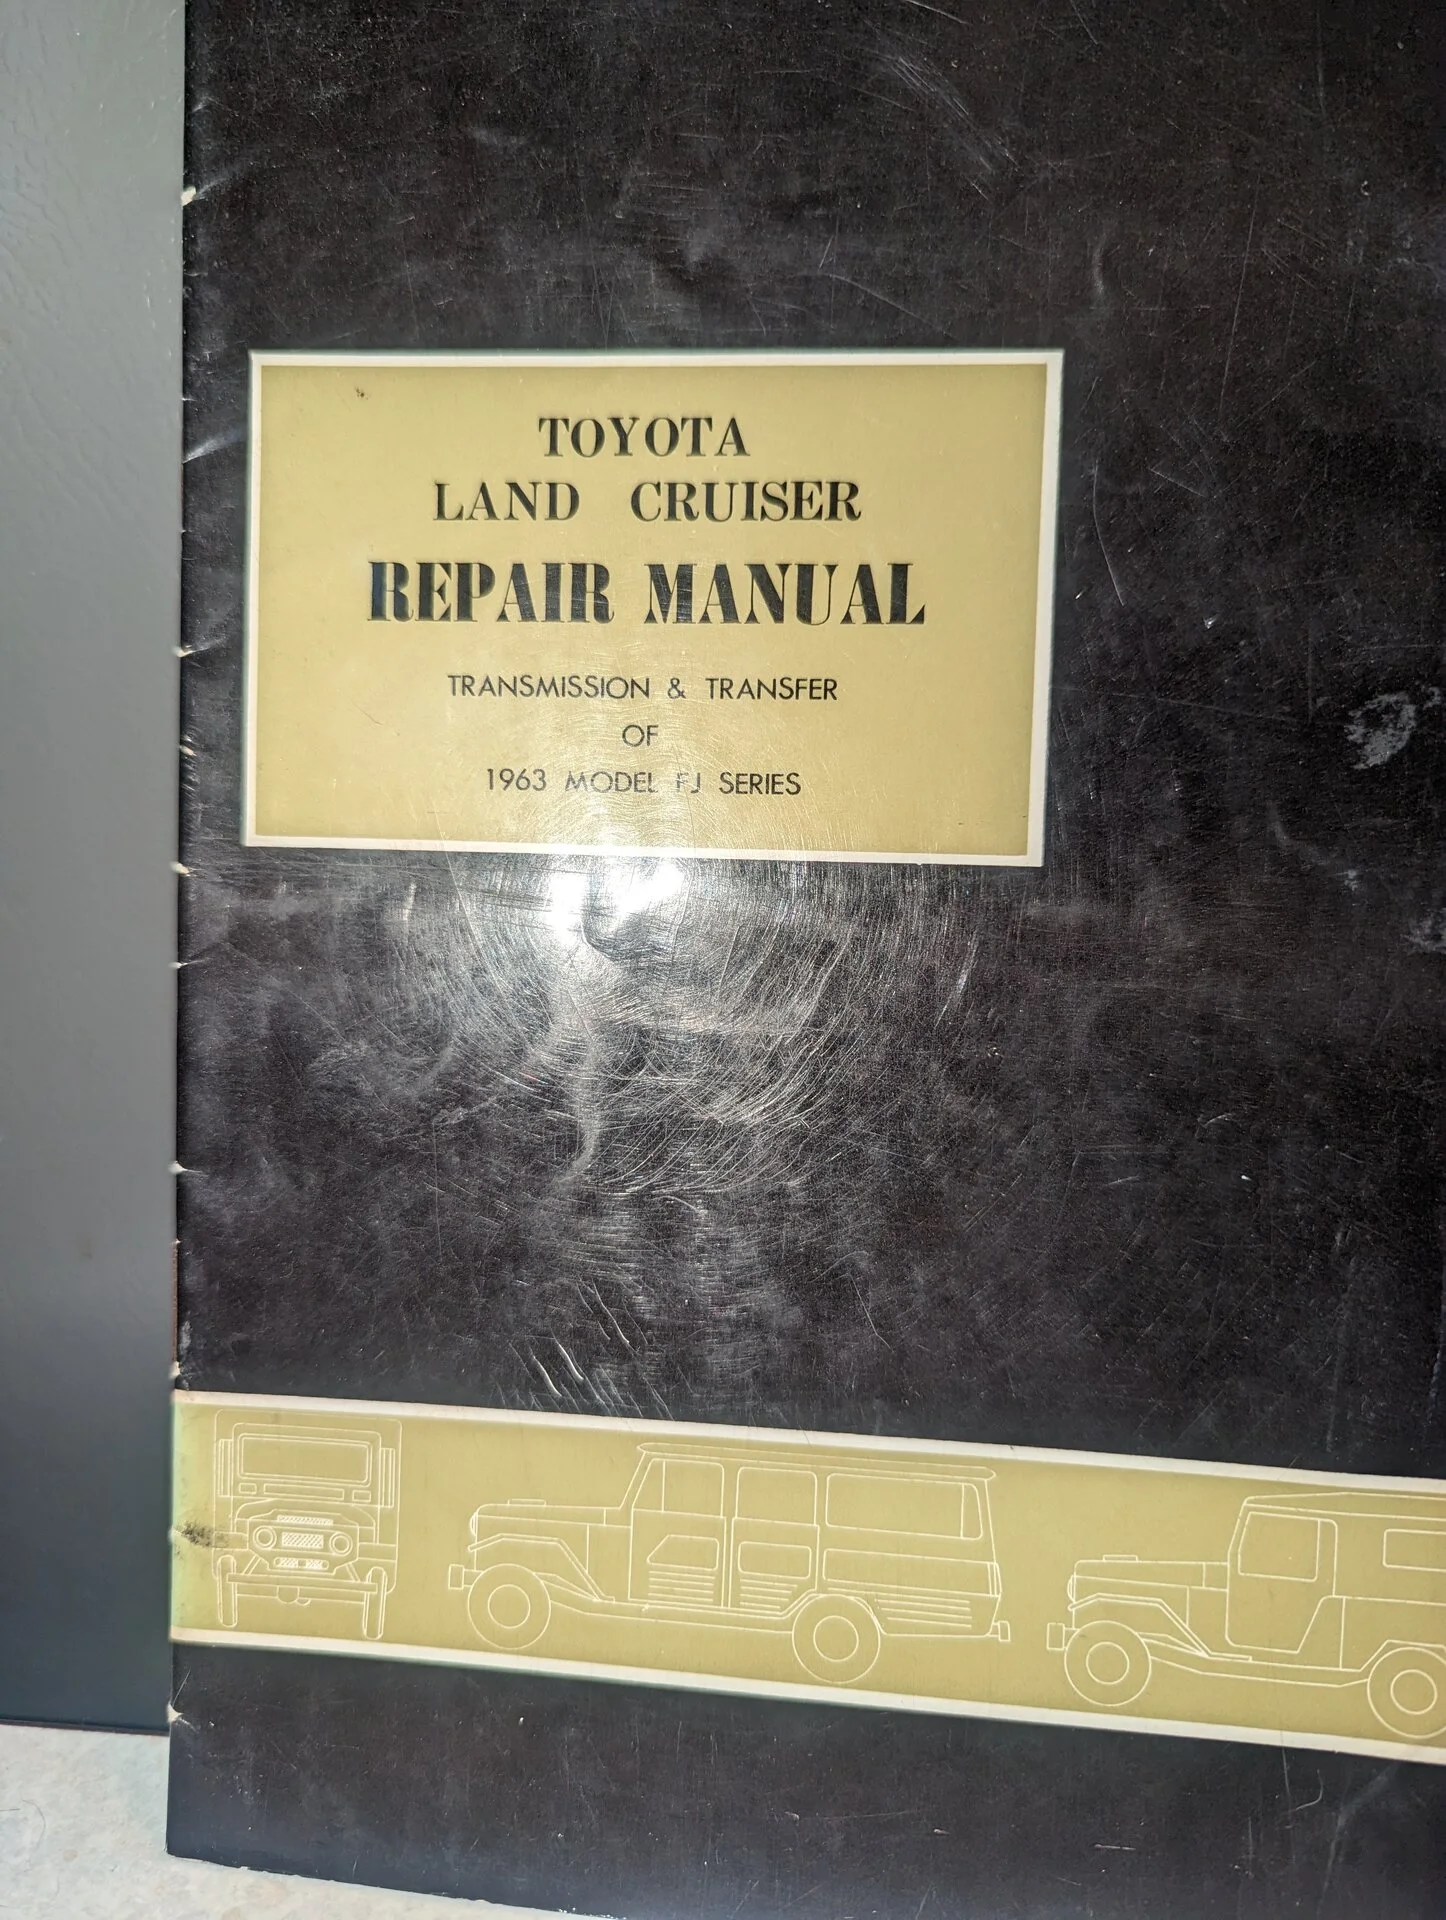 TOYOTA
LAND CRUISER
REPAIR MANUAL
TRANSMISSION & TRANSFER
OF
1963 MODEL FJ SERIES